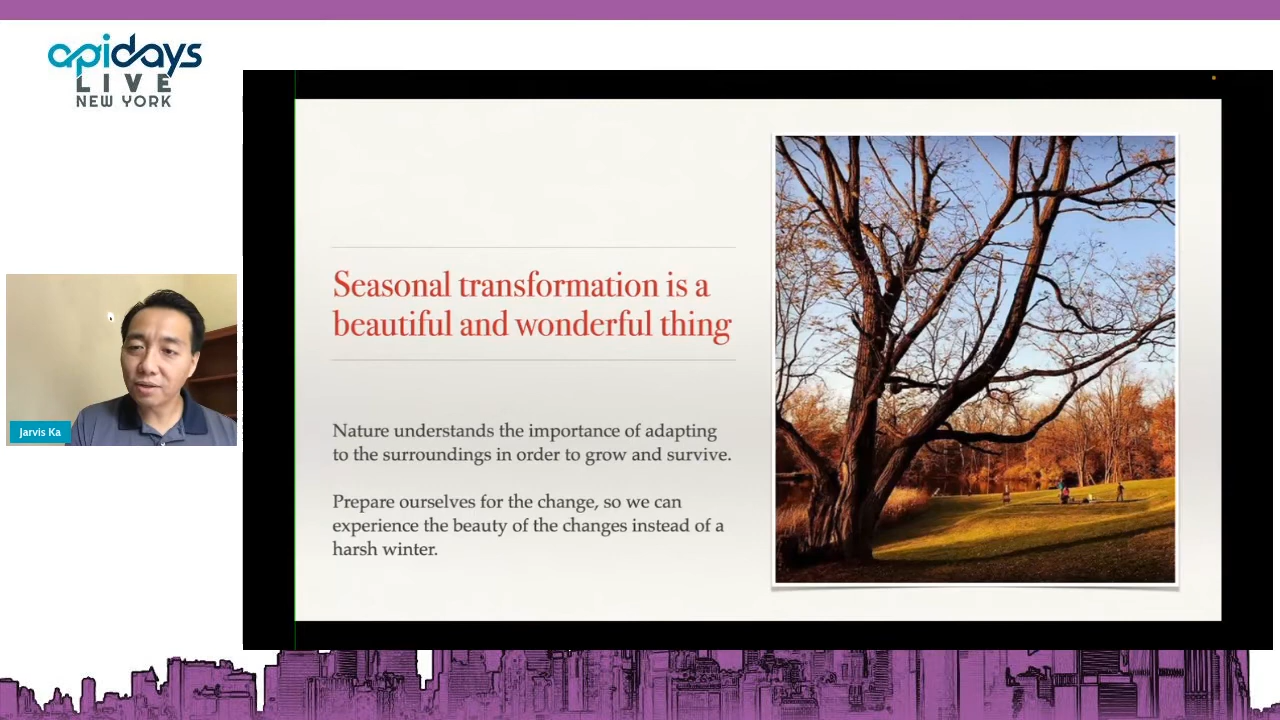 apidays
LIVE
NEW YORK
Seasonal transformation is a
beautiful and wonderful thing
Nature understands the importance of adapting
to the surroundings in order to grow and survive.
Prepare ourselves for the change, so we can
experience the beauty of the changes instead of a
harsh winter.
Jarvis Ka